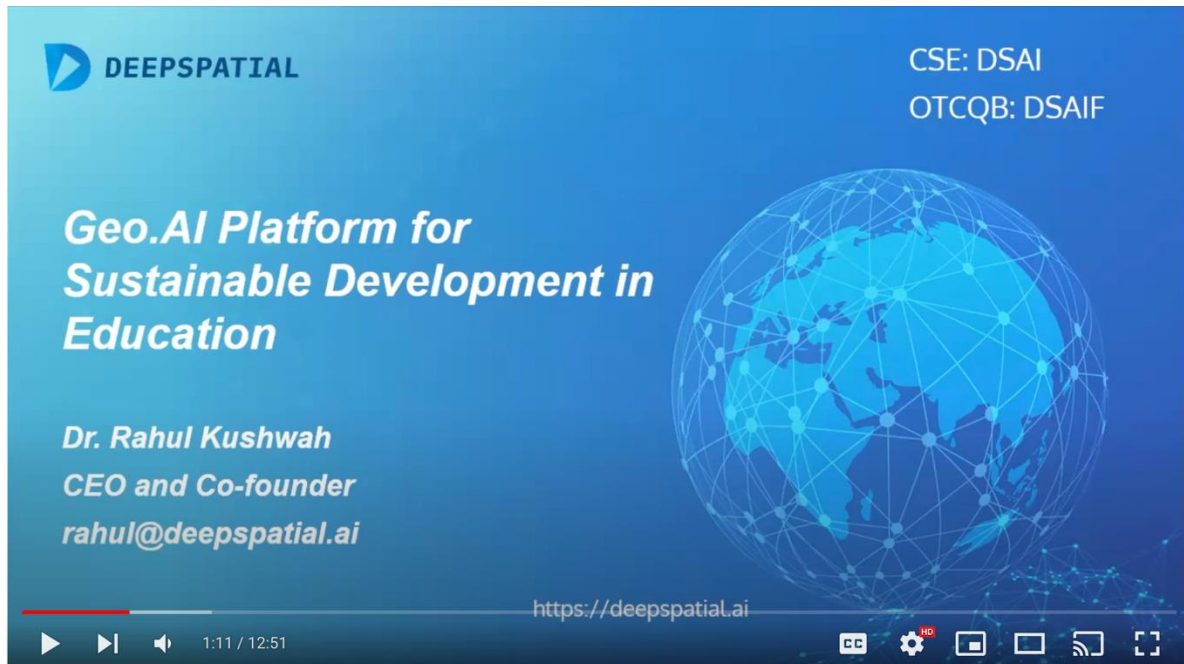 DEEPSPATIAL
CSE: DSAI
OTCQB: DSAIF
Geo.AI Platform for
Sustainable Development in
Education
Dr. Rahul Kushwah
CEO and Co-founder
rahul@deepspatial.ai
https://deepspatial.ai
1:11 / 12:51
CC
HD